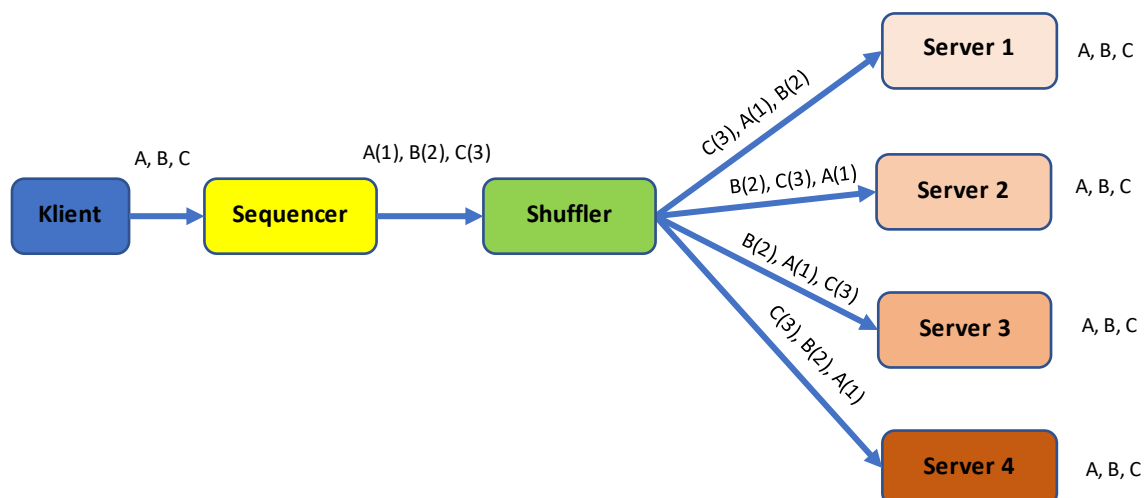 Klient
A, B, C
Sequencer
A(1), B(2), C(3)
Shuffler
C(3), A(1), B(2)
Server 1
A, B, C
B(2), C(3), A(1)
Server 2
A, B, C
B(2), A(1), C(3)
Server 3
A, B, C
C(3), B(2), A(1)
Server 4
A, B, C